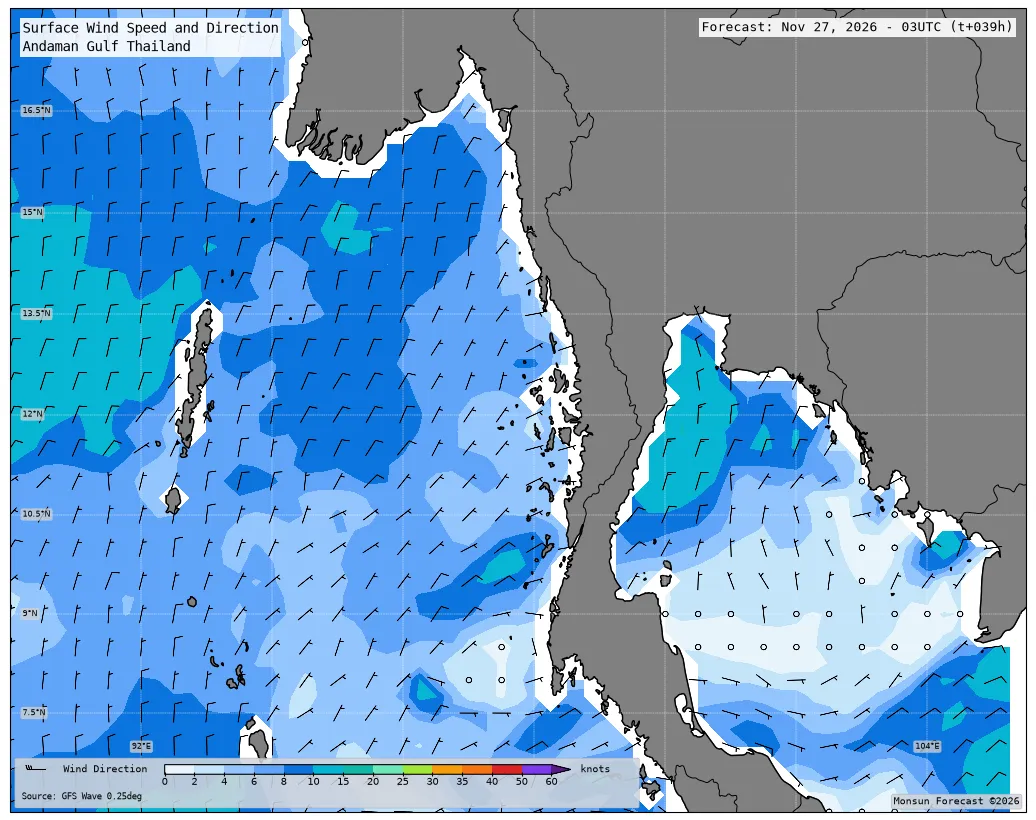 Surface Wind Speed and Direction
Andaman Gulf Thailand
Forecast: Nov 27, 2026 - 03UTC (t+039h)
16.5°N
15°N
13.5°N
12°N
10.5°N
9°N
7.5°N
92°E
104°E
Wind Direction
0 2 4 6 8 10 15 20 25 30 35 40 50 60
knots
Source: GFS Wave 0.25deg
Monsun Forecast ©2026